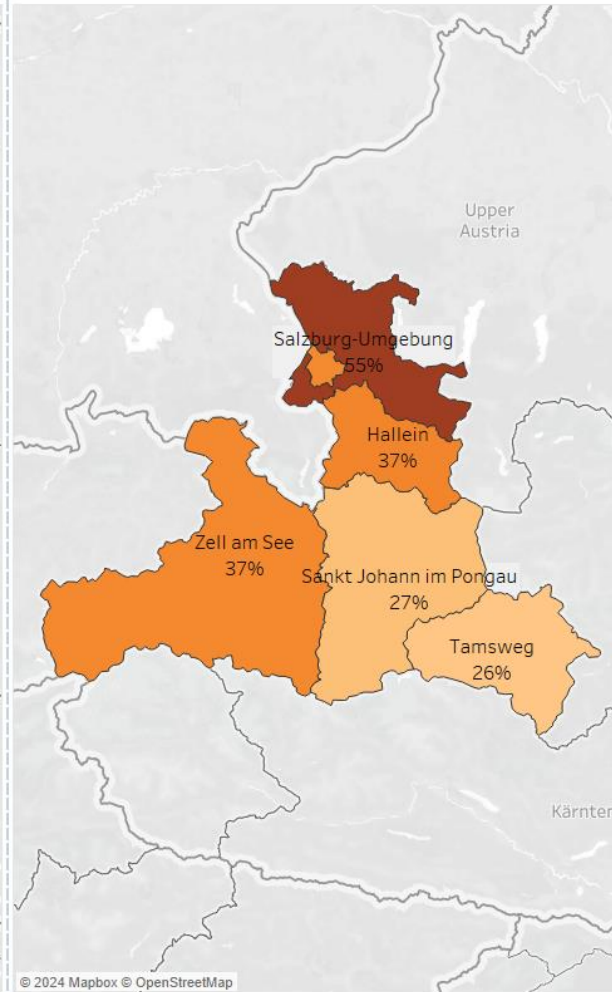 Upper
Austria
Salzburg-Umgebung
55%
Hallein
37%
Zell am See
37%
Sankt Johann im Pongau
27%
Tamsweg
26%
Kärnten
© 2024 Mapbox © OpenStreetMap